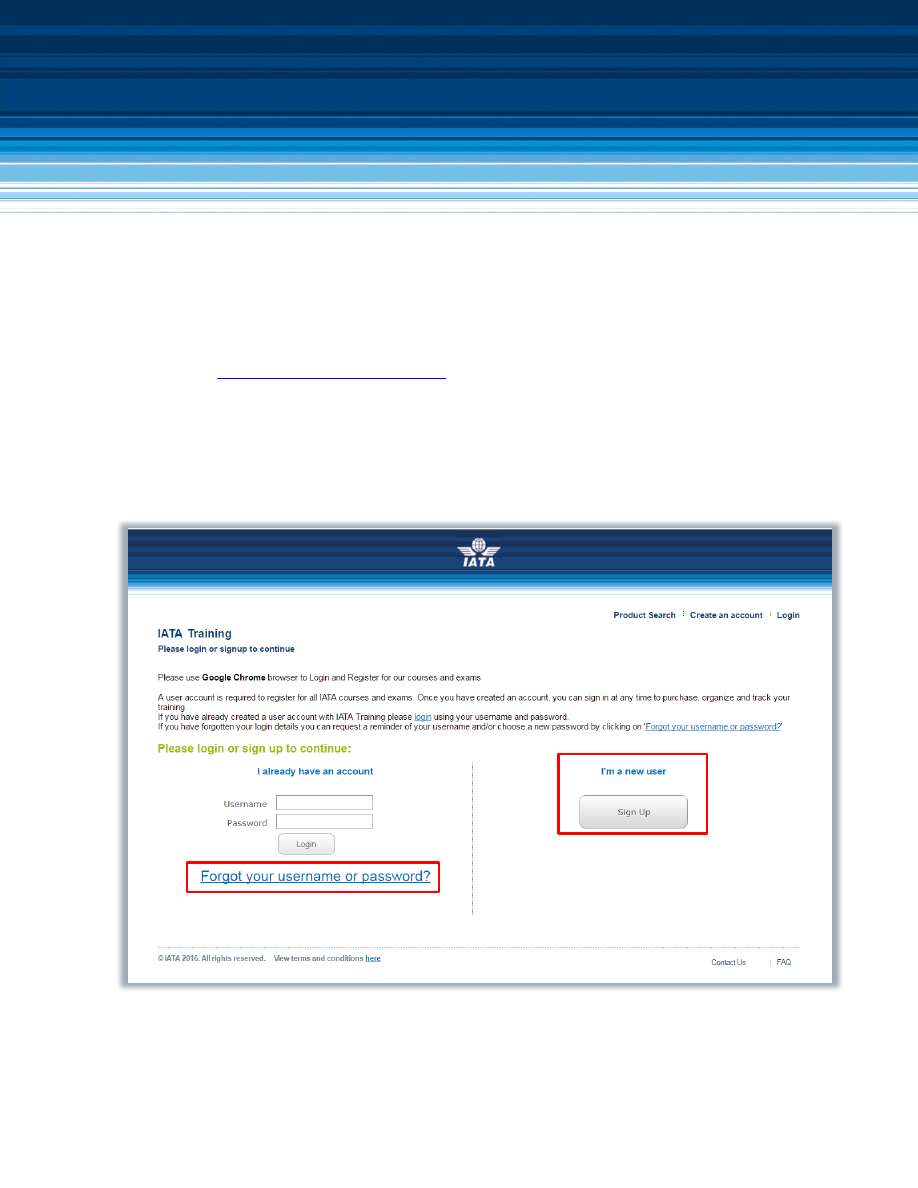 IATA
Product Search Create an account Login
IATA Training
Please login or signup to continue
Please use Google Chrome browser to Login and Register for our courses and exams
A user account is required to register for all IATA courses and exams. Once you have created an account, you can sign in at any time to purchase, organize and track your
training.
If you have already created a user account with IATA Training please login using your username and password.
If you have forgotten your login details you can request a reminder of your username and/or choose a new password by clicking on 'Forgot your username or password?'
Please login or sign up to continue:
I already have an account
Username
Password
Login
Forgot your username or password?
I'm a new user
Sign Up
© IATA 2016. All rights reserved. View terms and conditions here
Contact Us FAQ